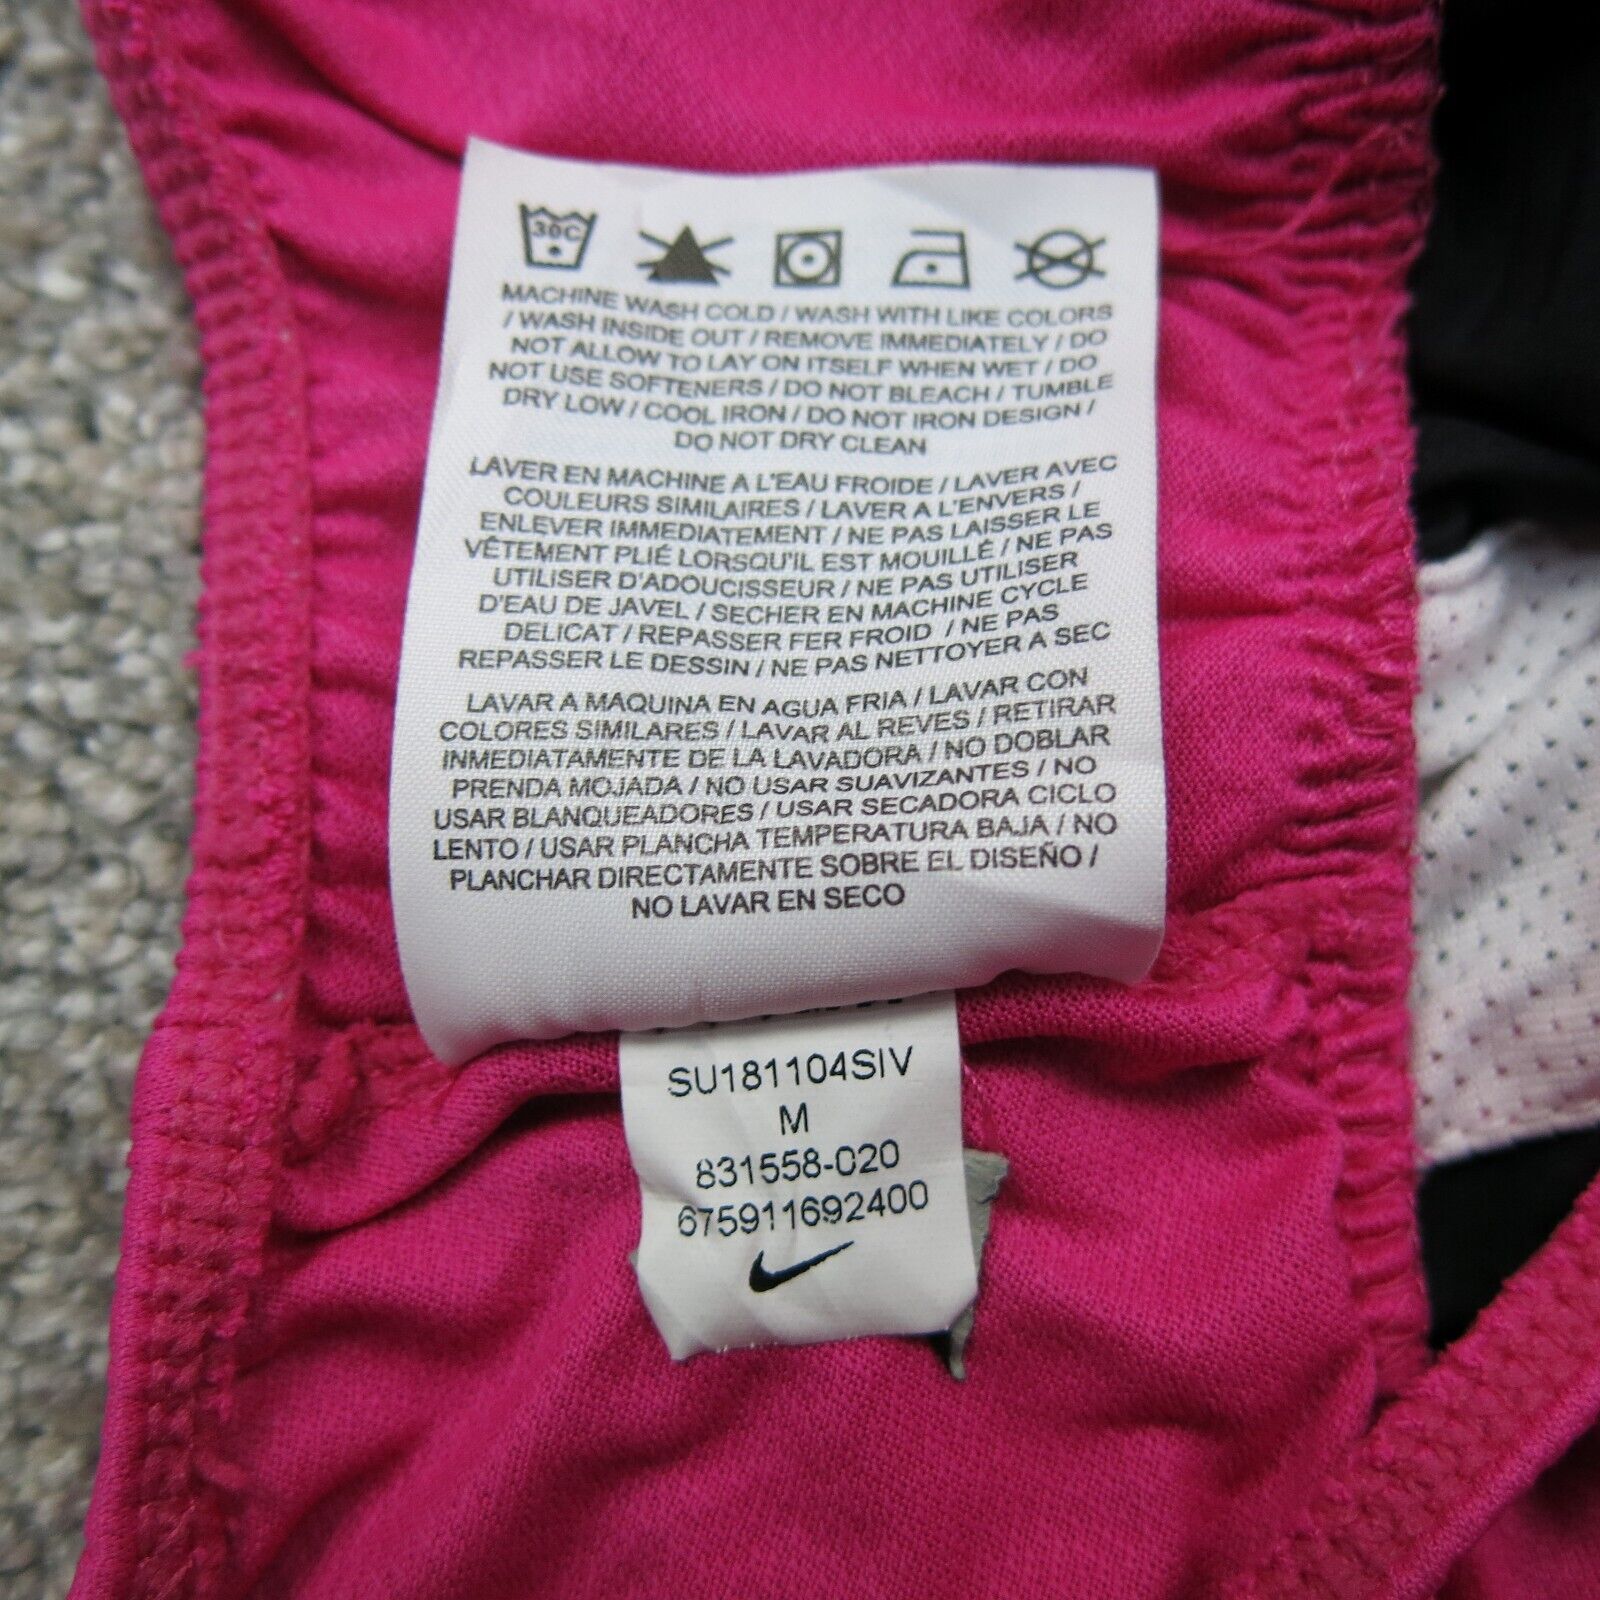 30C
MACHINE WASH COLD / WASH WITH LIKE COLORS
/ WASH INSIDE OUT / REMOVE IMMEDIATELY / DO
NOT ALLOW TO LAY ON ITSELF WHEN WET / DO
NOT USE SOFTENERS / DO NOT BLEACH / TUMBLE
DRY LOW / COOL IRON / DO NOT IRON DESIGN /
DO NOT DRY CLEAN
LAVER EN MACHINE A L'EAU FROIDE / LAVER AVEC
COULEURS SIMILAIRES / LAVER A L'ENVERS /
ENLEVER IMMEDIATEMENT / NE PAS LAISSER LE
VÊTEMENT PLIÉ LORSQU'IL EST MOUILLÉ / NE PAS
UTILISER D'ADOUCISSEUR / NE PAS UTILISER
D'EAU DE JAVEL / SECHER EN MACHINE CYCLE
DELICAT / REPASSER FER FROID / NE PAS
REPASSER LE DESSIN / NE PAS NETTOYER A SEC
LAVAR A MAQUINA EN AGUA FRIA / LAVAR CON
COLORES SIMILARES / LAVAR AL REVES / RETIRAR
INMEDIATAMENTE DE LA LAVADORA / NO DOBLAR
PRENDA MOJADA / NO USAR SUAVIZANTES / NO
USAR BLANQUEADORES / USAR SECADORA CICLO
LENTO / USAR PLANCHA TEMPERATURA BAJA / NO
PLANCHAR DIRECTAMENTE SOBRE EL DISEÑO /
NO LAVAR EN SECO
SU181104SIV
M
831558-020
675911692400